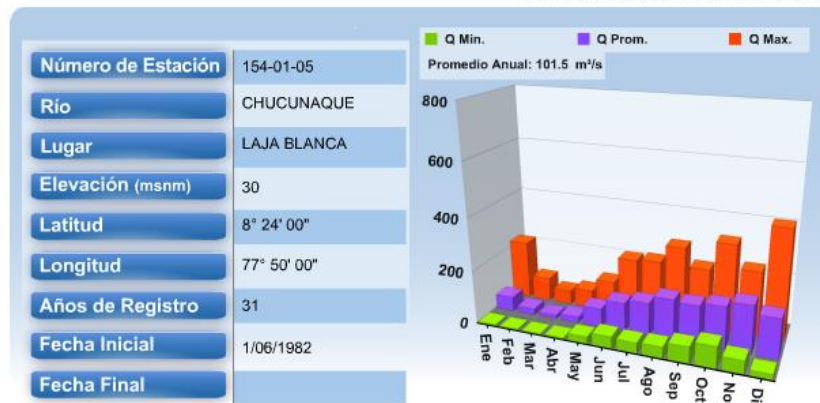 Número de Estación 154-01-05
Río CHUCUNAQUE
Lugar LAJA BLANCA
Elevación (msnm) 30
Latitud 8° 24' 00"
Longitud 77° 50' 00"
Años de Registro 31
Fecha Inicial 1/06/1982
Fecha Final
Q Min. Q Prom. Q Max.
Promedio Anual: 101.5 m³/s
800
600
400
200
0
Ene
Feb
Mar
Abr
May
Jun
Jul
Ago
Sep
Oct
No
Di